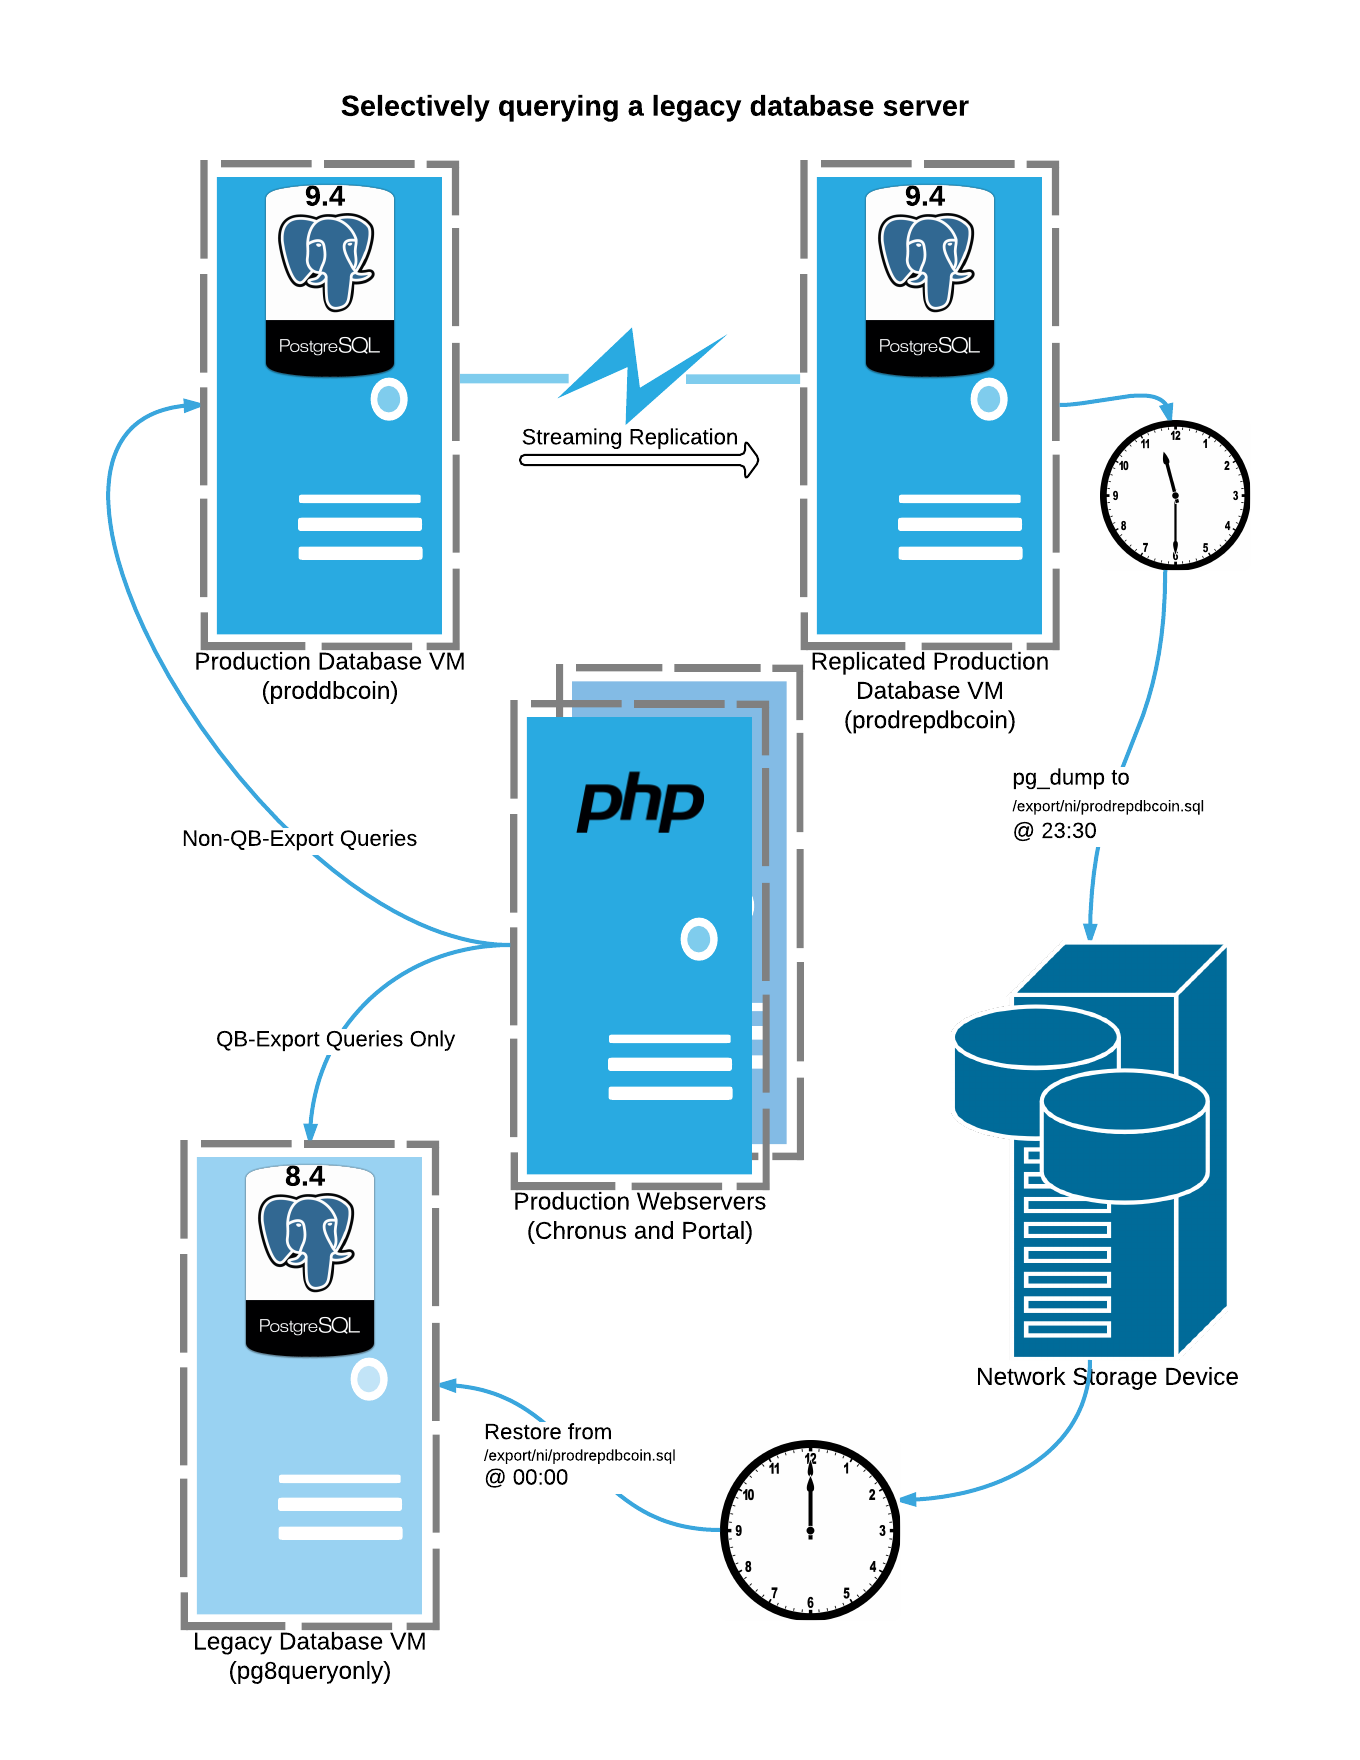 Selectively querying a legacy database server
9.4
PostgreSQL
9.4
PostgreSQL
Streaming Replication
12
1
2
3
4
5
6
7
8
9
10
11
Production Database VM
(proddbcoin)
Replicated Production
Database VM
(prodrepdbcoin)
php
pg_dump to
/export/ni/prodrepdbcoin.sql
@ 23:30
Non-QB-Export Queries
QB-Export Queries Only
Production Webservers
(Chronus and Portal)
8.4
PostgreSQL
Network Storage Device
Restore from
/export/ni/prodrepdbcoin.sql
@ 00:00
12
1
2
3
4
5
6
7
8
9
10
11
Legacy Database VM
(pg8queryonly)